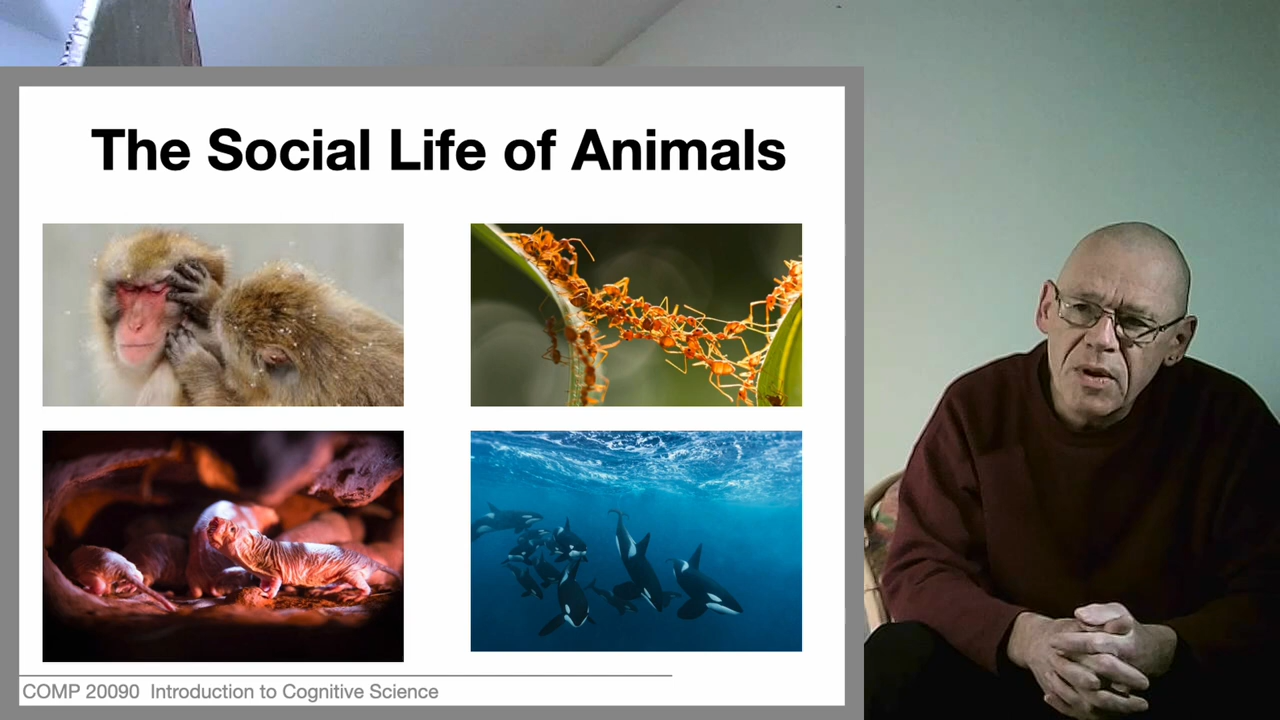 The Social Life of Animals
COMP 20090 Introduction to Cognitive Science